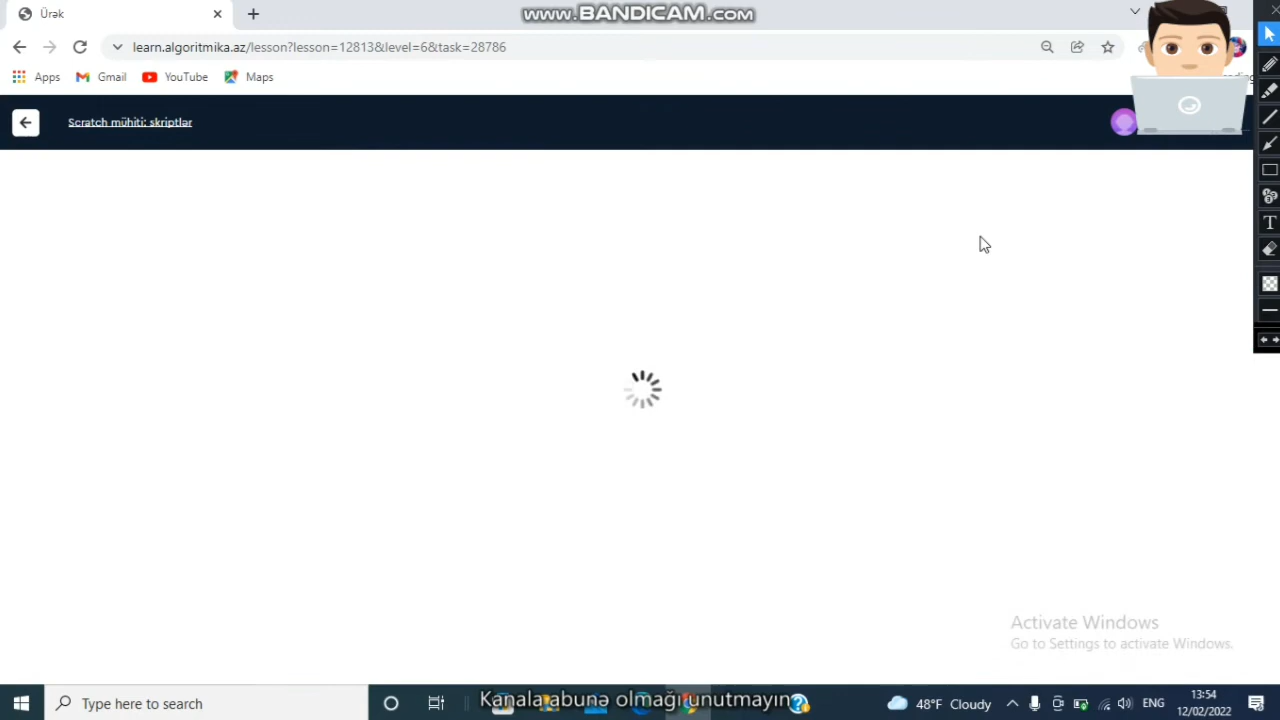 Ürək
www.BANDICAM.com
learn.algoritmika.az/lesson?lesson=12813&level=6&task=28786
Apps
Gmail
YouTube
Maps
Scratch mühiti: skriptlər
T
Activate Windows
Go to Settings to activate Windows.
Type here to search
Kanala abunə olmağı unutmayın
48°F Cloudy
ENG
13:54
12/02/2022